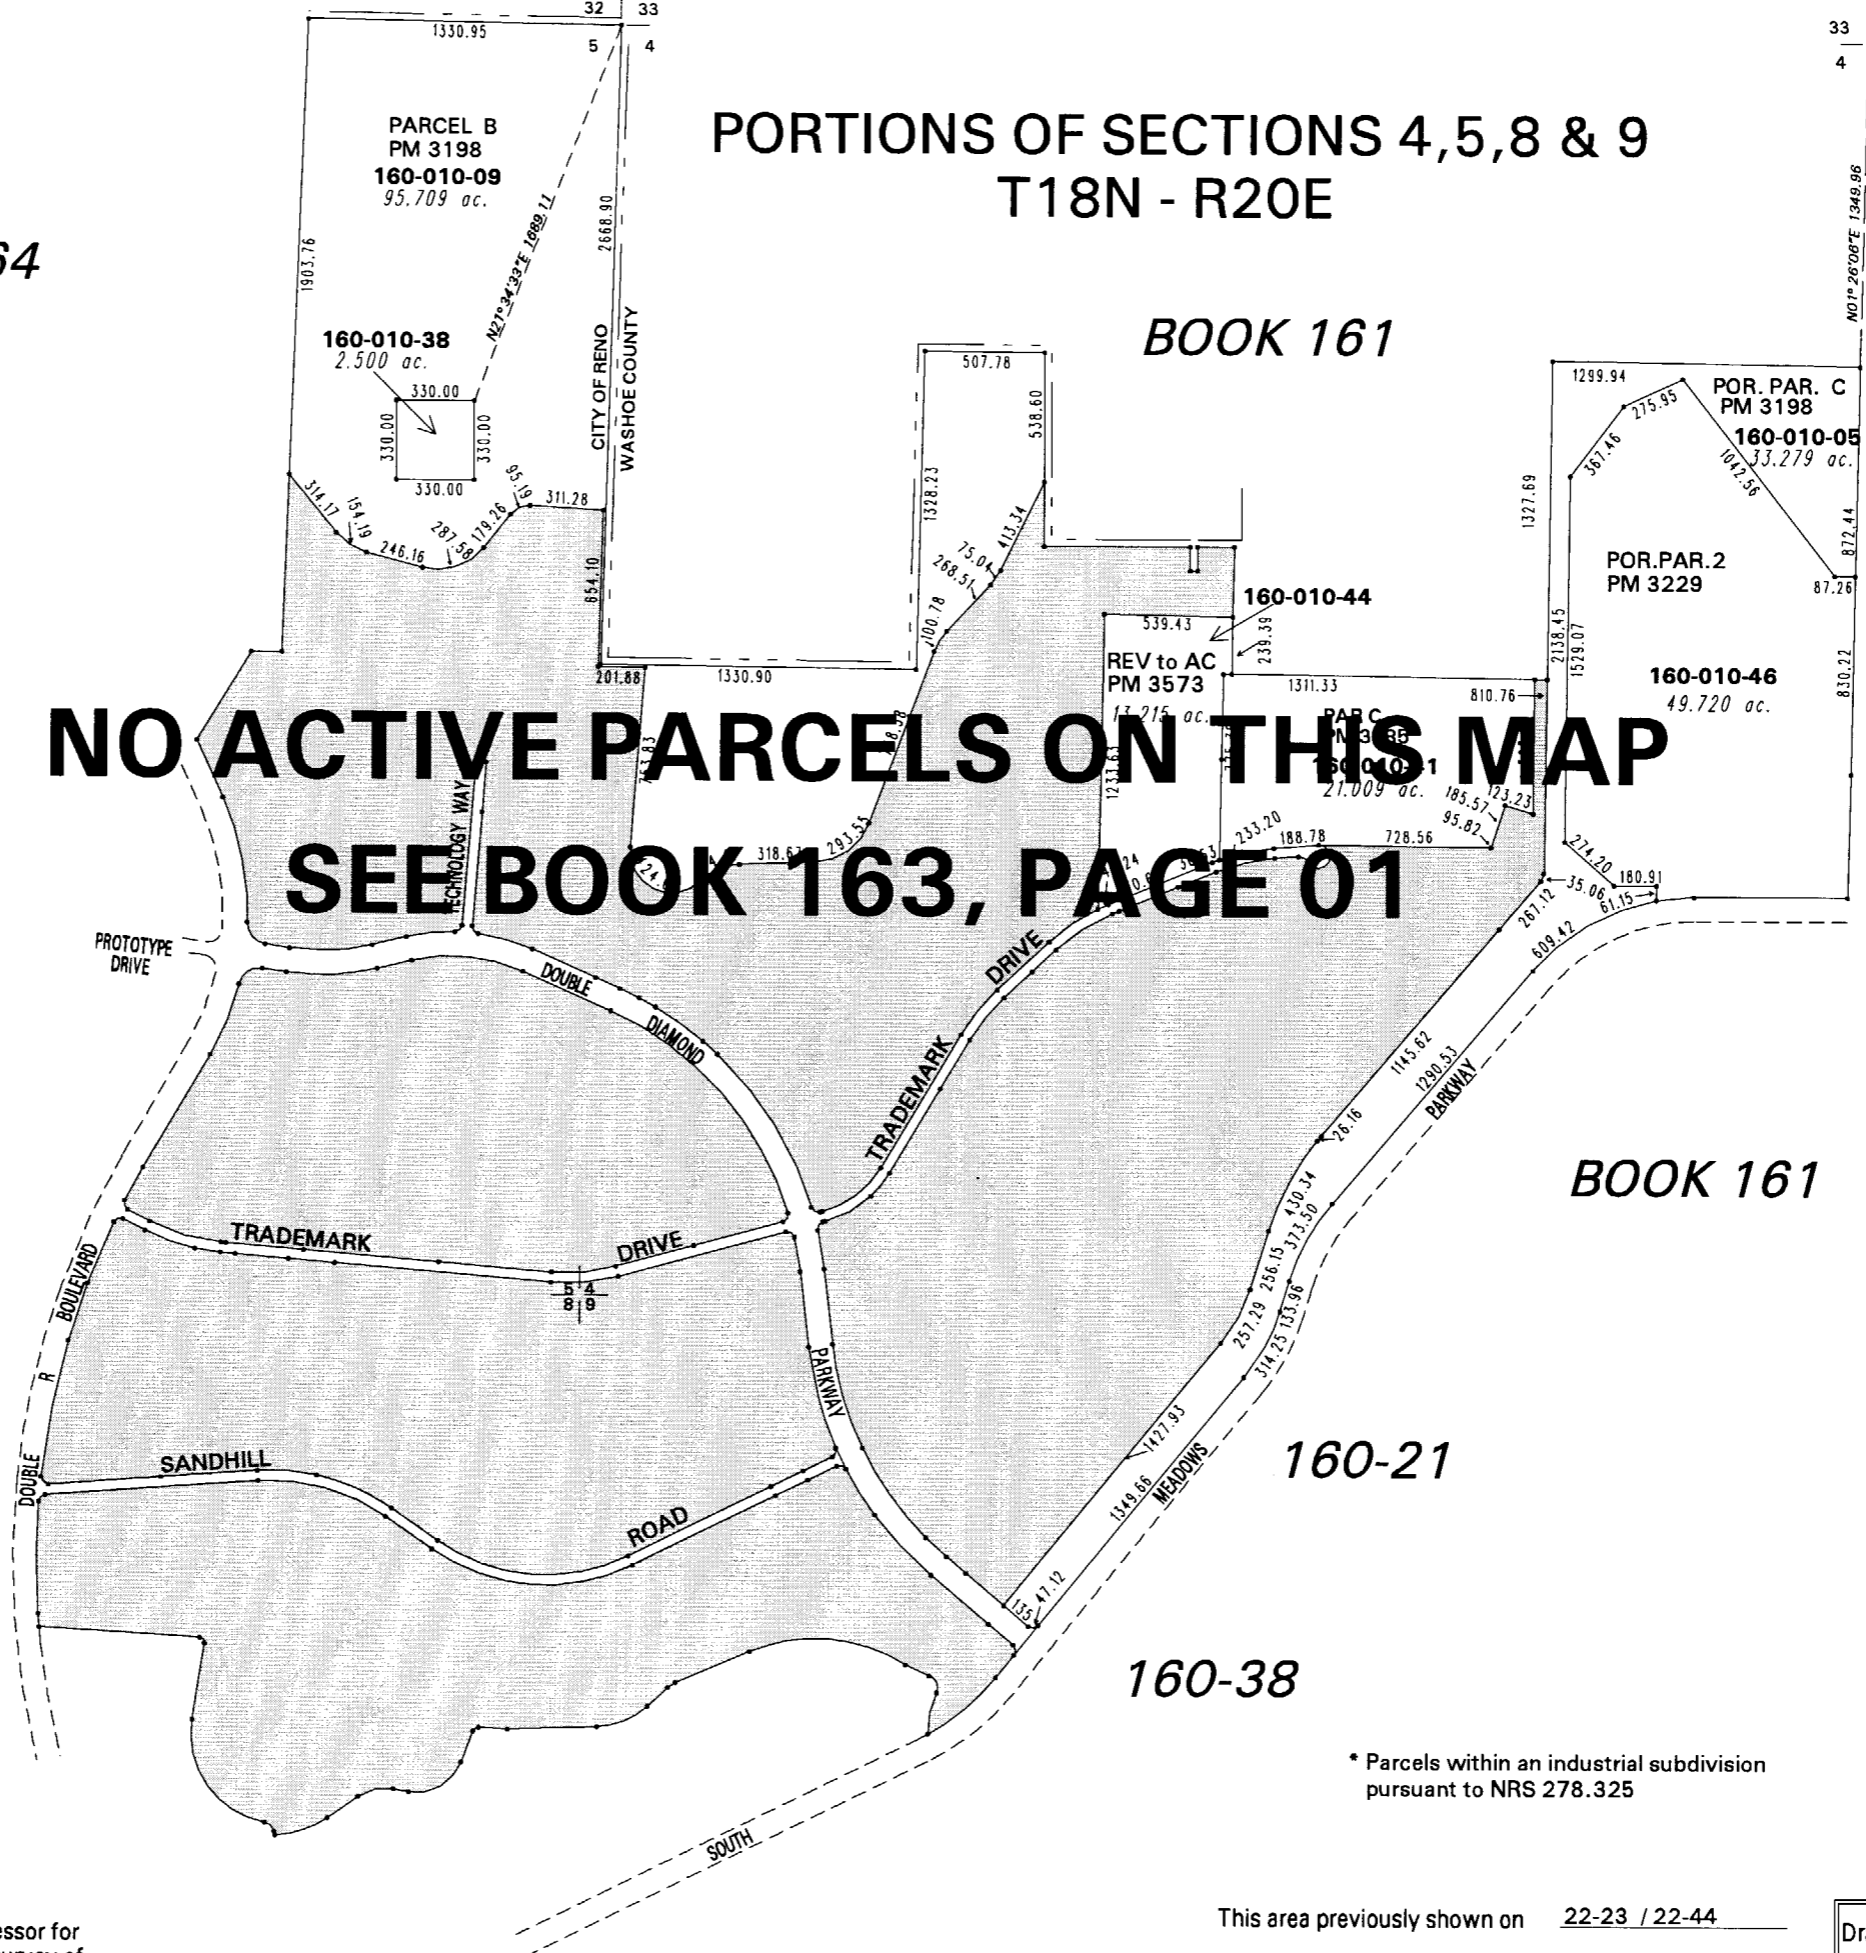 32 33
5 4
33
4
1330.95
PORTIONS OF SECTIONS 4,5,8 & 9
T18N - R20E
PARCEL B
PM 3198
160-010-09
95.709 ac.
N21°34'33"E 1689.11
2668.90
1903.76
N01°26'08"E 1349.96
64
BOOK 161
160-010-38
2.500 ac.
330.00
330.00
330.00
330.00
CITY OF RENO
WASHOE COUNTY
507.78
538.60
1328.23
1299.94
275.95
367.46
1042.56
POR. PAR. C
PM 3198
160-010-05
33.279 ac.
872.44
87.26
1327.69
314.17
154.19
246.16
287.58
179.26
95.19
311.28
654.10
413.34
75.04
268.51
100.78
POR.PAR.2
PM 3229
160-010-46
49.720 ac.
830.22
2138.45
1529.07
160-010-44
539.43
239.39
REV to AC
PM 3573
13.215 ac.
201.88
1330.90
1311.33
810.76
PAR C
21.009 ac.
NO ACTIVE PARCELS ON THIS MAP
SEE BOOK 163, PAGE 01
763.83
1233.63
185.57
123.23
95.82
TECHNOLOGY WAY
293.55
233.20
188.78
728.56
274.20
180.91
35.06
61.15
267.12
609.42
PROTOTYPE
DRIVE
DOUBLE
DIAMOND
PARKWAY
TRADEMARK
DRIVE
1145.62
1290.53
PARKWAY
26.16
BOOK 161
430.34
373.50
TRADEMARK
DRIVE
5 4
8 9
BOULEVARD
R
DOUBLE
256.15
133.96
257.29
314.25
SANDHILL
ROAD
1427.93
1349.66
MEADOWS
160-21
135
47.12
160-38
* Parcels within an industrial subdivision
pursuant to NRS 278.325
SOUTH
This area previously shown on 22-23 / 22-44
essor for